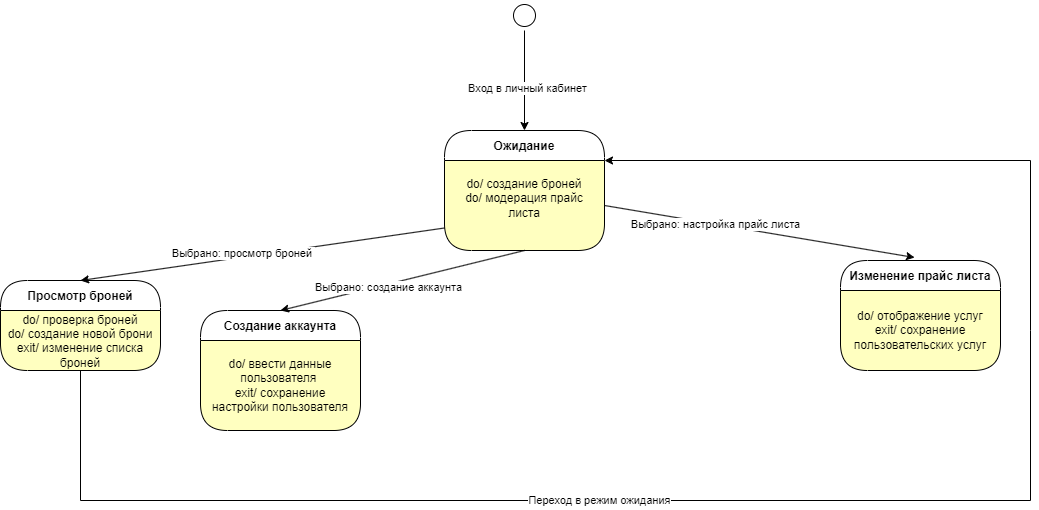 Вход в личный кабинет
Ожидание
do/ создание броней
do/ модерация прайс
листа
Выбрано: настройка прайс листа
Выбрано: просмотр броней
Выбрано: создание аккаунта
Просмотр броней
do/ проверка броней
do/ создание новой брони
exit/ изменение списка
броней
Создание аккаунта
do/ ввести данные
пользователя
exit/ сохранение
настройки пользователя
Изменение прайс листа
do/ отображение услуг
exit/ сохранение
пользовательских услуг
Переход в режим ожидания